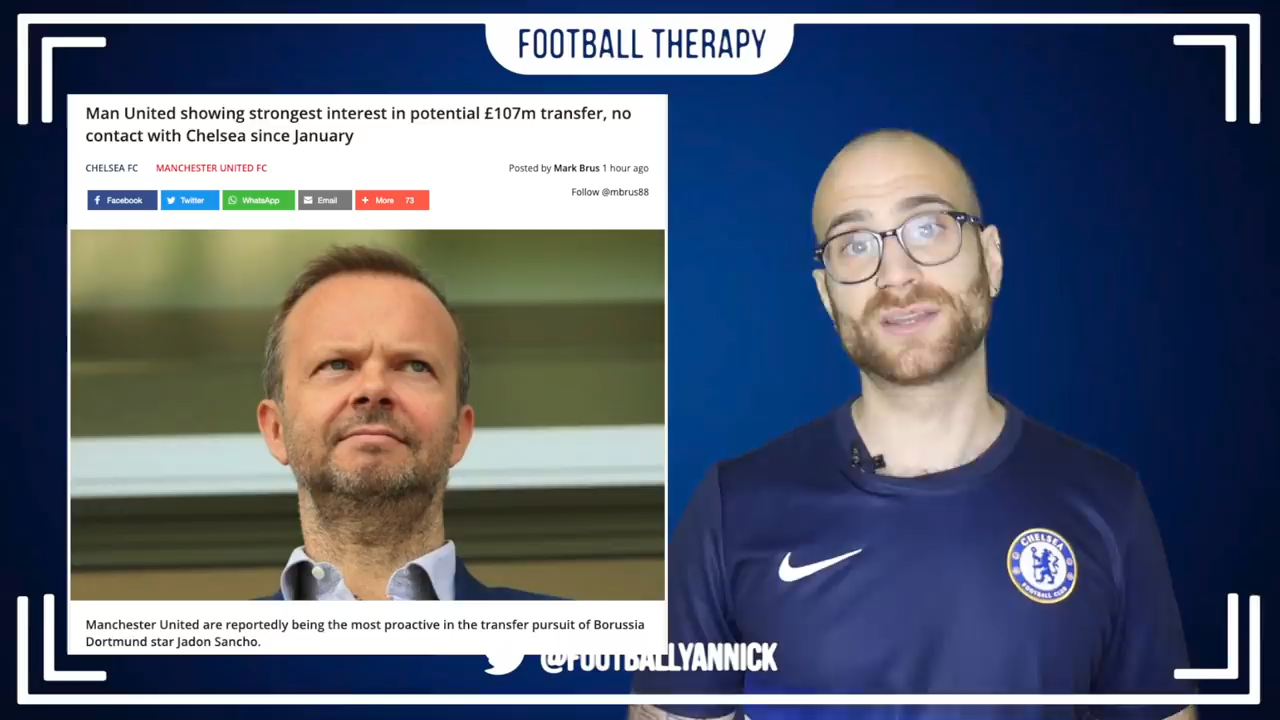 FOOTBALL THERAPY
Man United showing strongest interest in potential £107m transfer, no
contact with Chelsea since January
CHELSEA FC MANCHESTER UNITED FC
Posted by Mark Brus 1 hour ago
Follow @mbrus88
Facebook Twitter WhatsApp Email + More 73
CHELSEA
FOOTBALL CLUB
Manchester United are reportedly being the most proactive in the transfer pursuit of Borussia
Dortmund star Jadon Sancho.
@FOOTBALLYANNICK